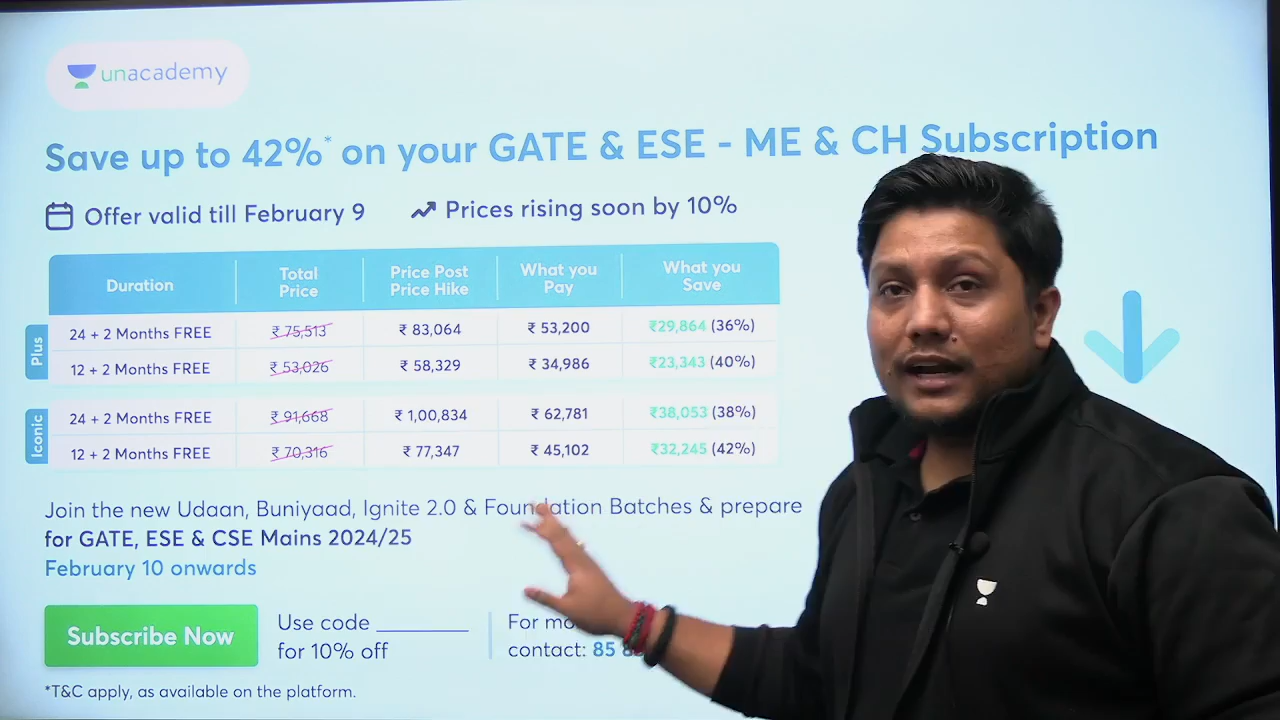 unacademy
Save up to 42%* on your GATE & ESE - ME & CH Subscription
Offer valid till February 9 Prices rising soon by 10%
Duration Total Price Price Post Price Hike What you Pay What you Save
Plus
24 + 2 Months FREE ₹ 75,513 ₹ 83,064 ₹ 53,200 ₹29,864 (36%)
12 + 2 Months FREE ₹ 53,026 ₹ 58,329 ₹ 34,986 ₹23,343 (40%)
Iconic
24 + 2 Months FREE ₹ 91,668 ₹ 1,00,834 ₹ 62,781 ₹38,053 (38%)
12 + 2 Months FREE ₹ 70,316 ₹ 77,347 ₹ 45,102 ₹32,245 (42%)
Join the new Udaan, Buniyaad, Ignite 2.0 & Foundation Batches & prepare
for GATE, ESE & CSE Mains 2024/25
February 10 onwards
Subscribe Now
Use code ________
for 10% off
For
contact: 85
*T&C apply, as available on the platform.